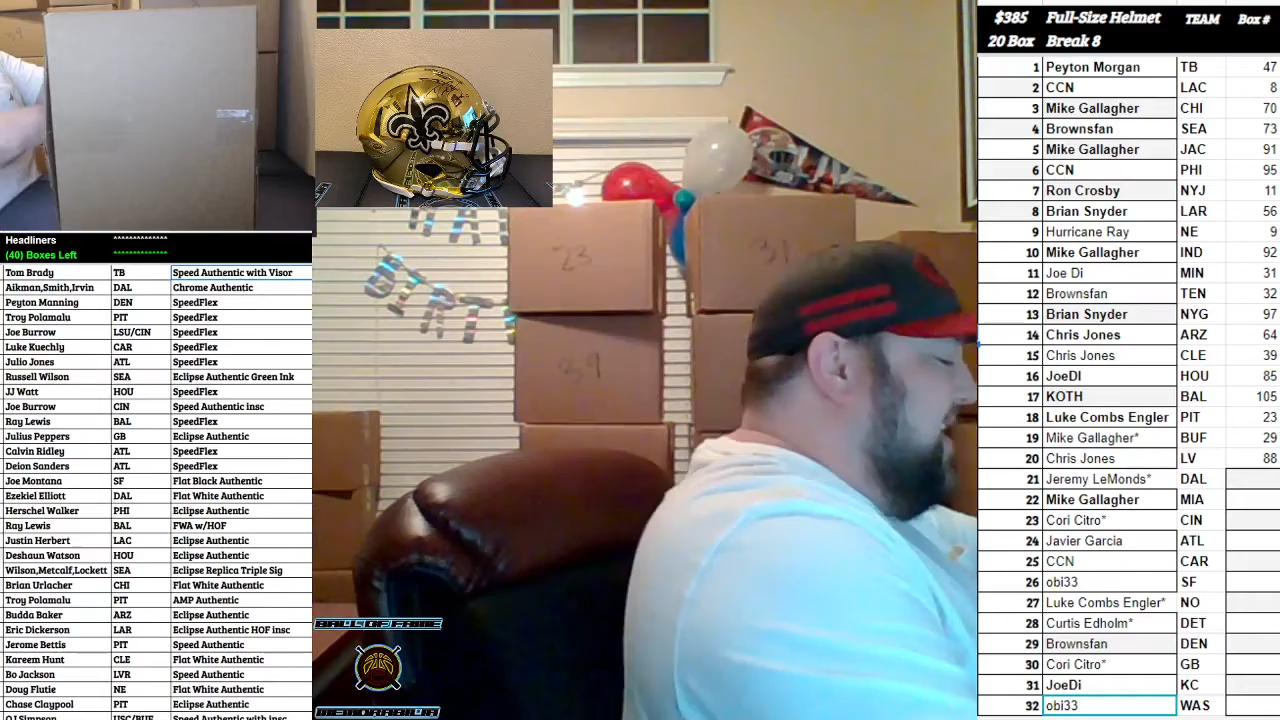 $385 Full-Size Helmet TEAM Box #
20 Box Break 8
1 Peyton Morgan TB 47
2 CCN LAC 8
3 Mike Gallagher CHI 70
4 Brownsfan SEA 73
5 Mike Gallagher JAC 91
6 CCN PHI 95
7 Ron Crosby NYJ 11
8 Brian Snyder LAR 56
9 Hurricane Ray NE 9
10 Mike Gallagher IND 92
11 Joe Di MIN 31
12 Brownsfan TEN 32
13 Brian Snyder NYG 97
14 Chris Jones ARZ 64
15 Chris Jones CLE 39
16 JoeDI HOU 85
17 KOTH BAL 105
18 Luke Combs Engler PIT 23
19 Mike Gallagher* BUF 29
20 Chris Jones LV 88
21 Jeremy LeMonds* DAL
22 Mike Gallagher MIA
23 Cori Citro* CIN
24 Javier Garcia ATL
25 CCN CAR
26 obi33 SF
27 Luke Combs Engler* NO
28 Curtis Edholm* DET
29 Brownsfan DEN
30 Cori Citro* GB
31 JoeDi KC
32 obi33 WAS
Headliners **************
(40) Boxes Left **************
Tom Brady TB Speed Authentic with Visor
Aikman,Smith,Irvin DAL Chrome Authentic
Peyton Manning DEN SpeedFlex
Troy Polamalu PIT SpeedFlex
Joe Burrow LSU/CIN SpeedFlex
Luke Kuechly CAR SpeedFlex
Julio Jones ATL SpeedFlex
Russell Wilson SEA Eclipse Authentic Green Ink
JJ Watt HOU SpeedFlex
Joe Burrow CIN Speed Authentic insc
Ray Lewis BAL SpeedFlex
Julius Peppers GB Eclipse Authentic
Calvin Ridley ATL SpeedFlex
Deion Sanders ATL SpeedFlex
Joe Montana SF Flat Black Authentic
Ezekiel Elliott DAL Flat White Authentic
Herschel Walker PHI Eclipse Authentic
Ray Lewis BAL FWA w/HOF
Justin Herbert LAC Eclipse Authentic
Deshaun Watson HOU Eclipse Authentic
Wilson,Metcalf,Lockett SEA Eclipse Replica Triple Sig
Brian Urlacher CHI Flat White Authentic
Troy Polamalu PIT AMP Authentic
Budda Baker ARZ Eclipse Authentic
Eric Dickerson LAR Eclipse Authentic HOF insc
Jerome Bettis PIT Speed Authentic
Kareem Hunt CLE Flat White Authentic
Bo Jackson LVR Speed Authentic
Doug Flutie NE Flat White Authentic
Chase Claypool PIT Eclipse Authentic
OJ Simpson USC/BUF Speed Authentic with insc
23
31
39
BALL OF FAME
MEMORABILIA